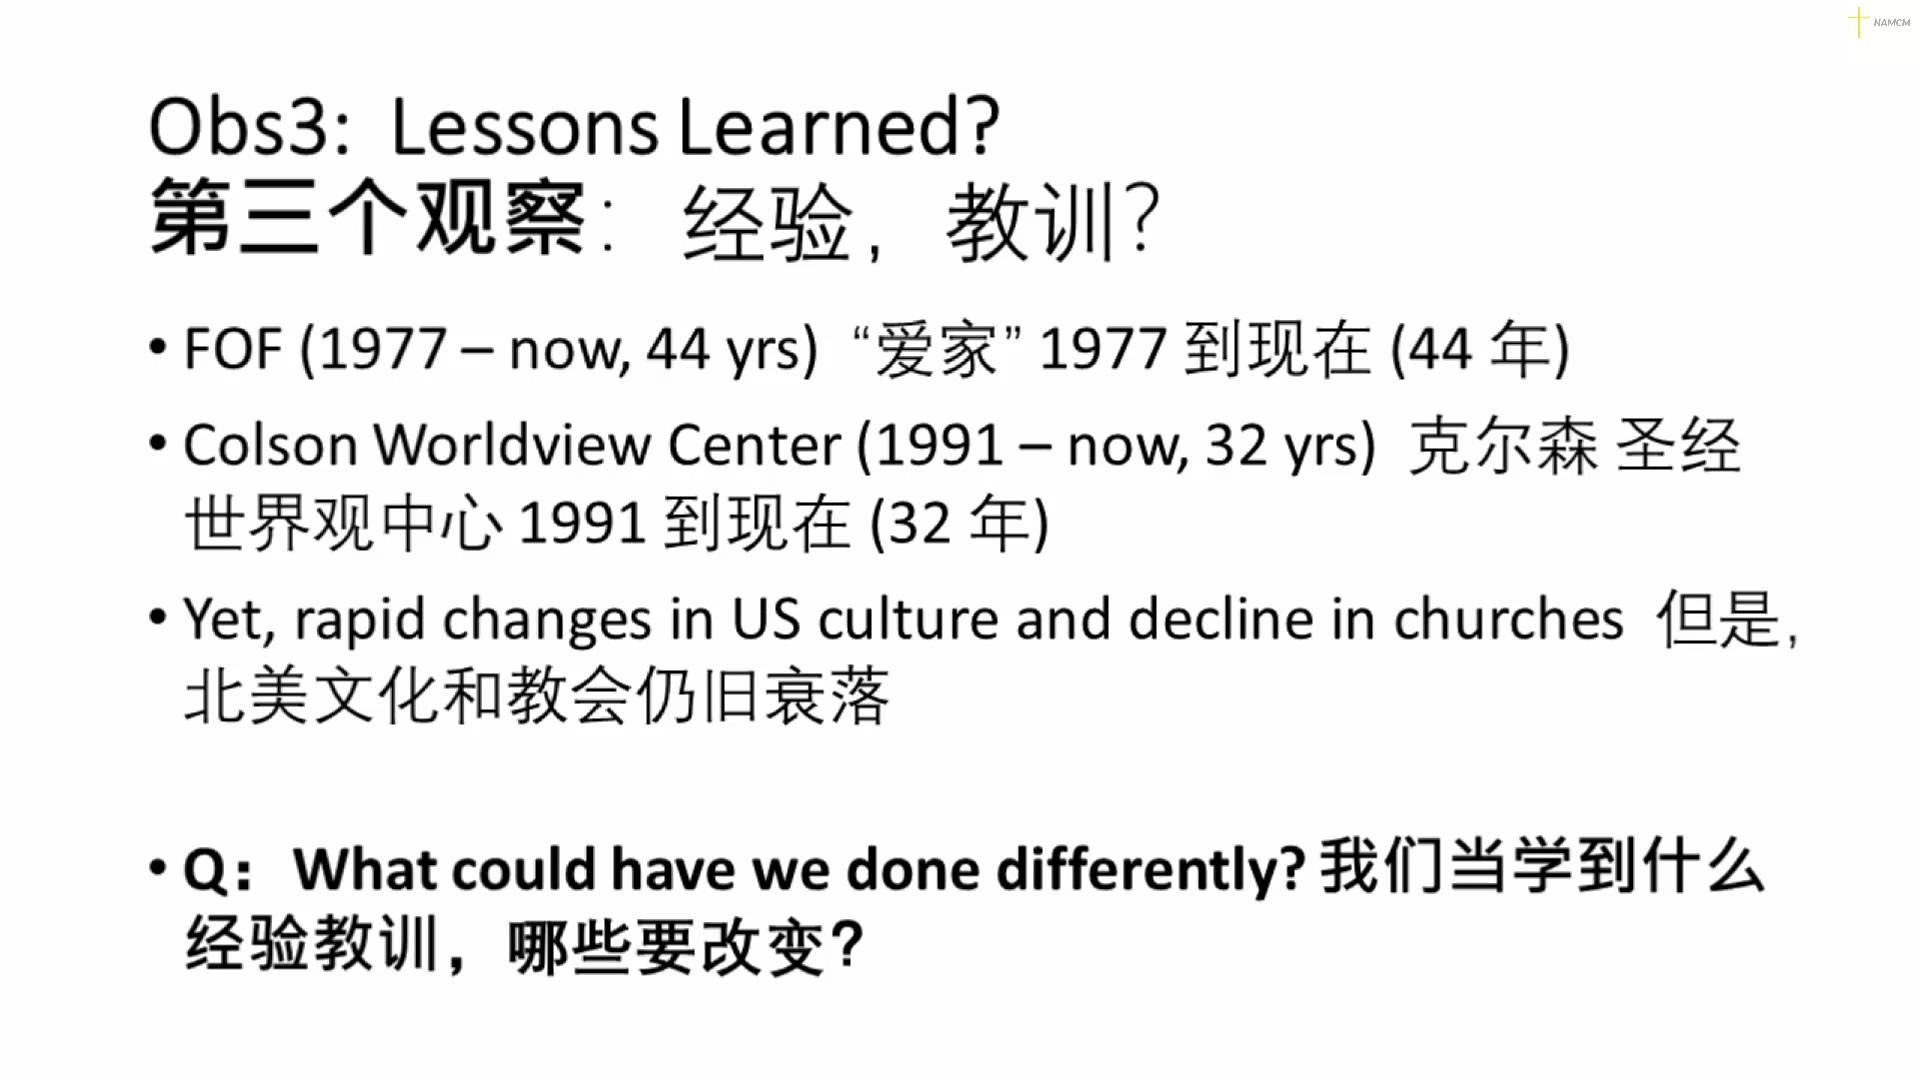 NAMCM
Obs3: Lessons Learned?
第三个观察： 经验，教训？
• FOF (1977 – now, 44 yrs) “爱家” 1977 到现在 (44 年)
• Colson Worldview Center (1991 – now, 32 yrs) 克尔森 圣经
世界观中心 1991 到现在 (32 年)
• Yet, rapid changes in US culture and decline in churches 但是，
北美文化和教会仍旧衰落
• Q： What could have we done differently? 我们当学到什么
经验教训，哪些要改变？